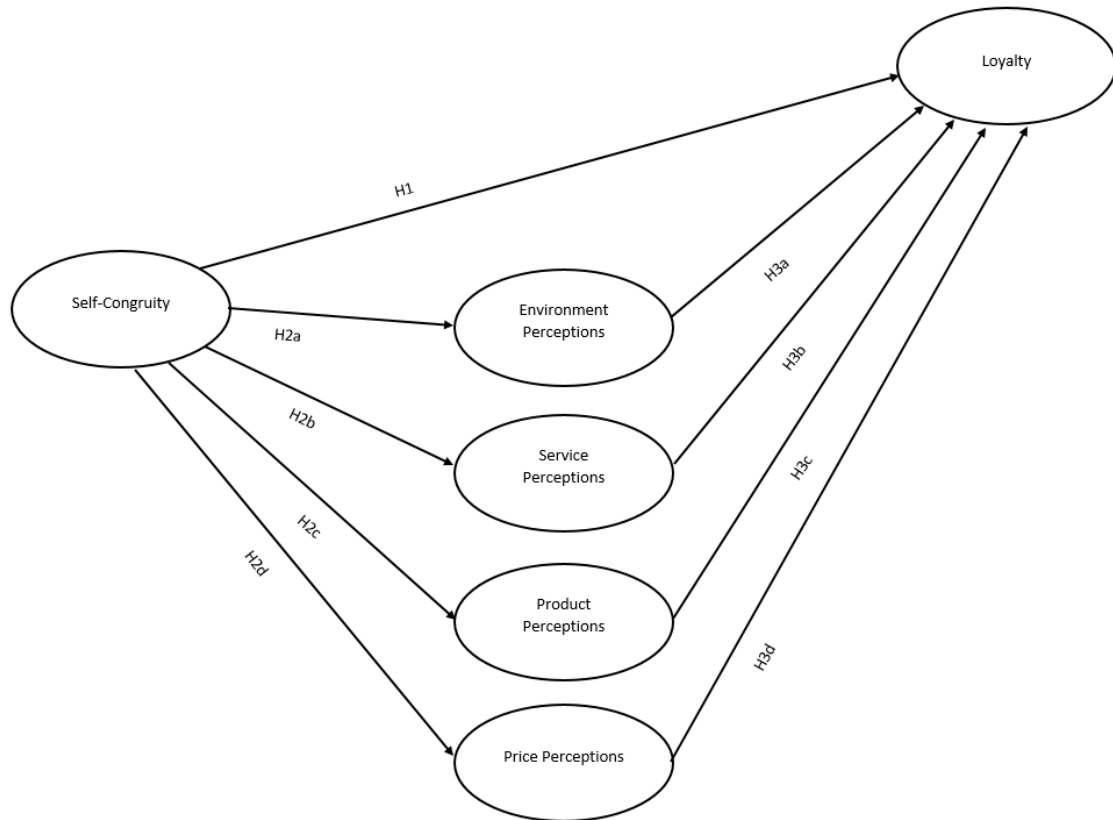 Loyalty
H1
Self-Congruity
H3a
Environment
Perceptions
H2a
H3b
H2b
Service
Perceptions
H3c
H2c
H2d
Product
Perceptions
H3d
Price Perceptions